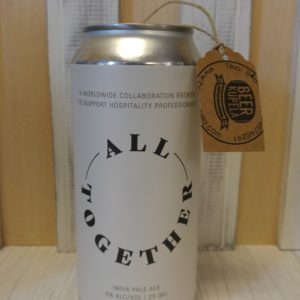 A WORLDWIDE COLLABORATION BREWED
TO SUPPORT HOSPITALITY PROFESSIONALS
ALL
TOGETHER
INDIA PALE ALE
BEER
KUPELA